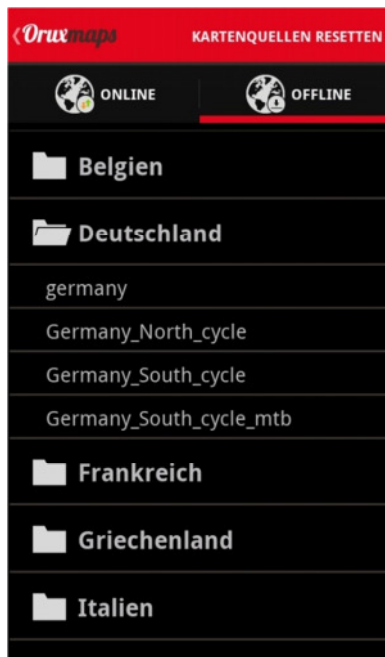 Oruxmaps KARTENQUELLEN RESETTEN
ONLINE OFFLINE
Belgien
Deutschland
germany
Germany_North_cycle
Germany_South_cycle
Germany_South_cycle_mtb
Frankreich
Griechenland
Italien